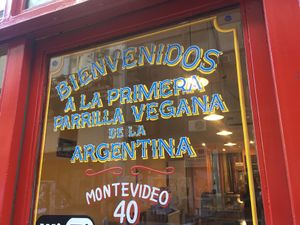 BIENVENIDOS
A LA PRIMERA
PARRILLA VEGANA
DE LA
ARGENTINA
MONTEVIDEO
40